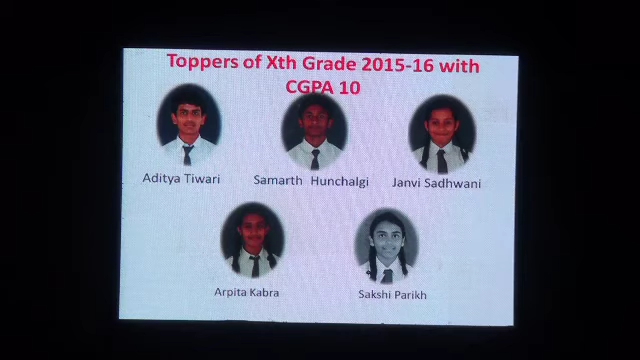 Toppers of Xth Grade 2015-16 with
CGPA 10
Aditya Tiwari
Samarth Hunchalgi
Janvi Sadhwani
Arpita Kabra
Sakshi Parikh